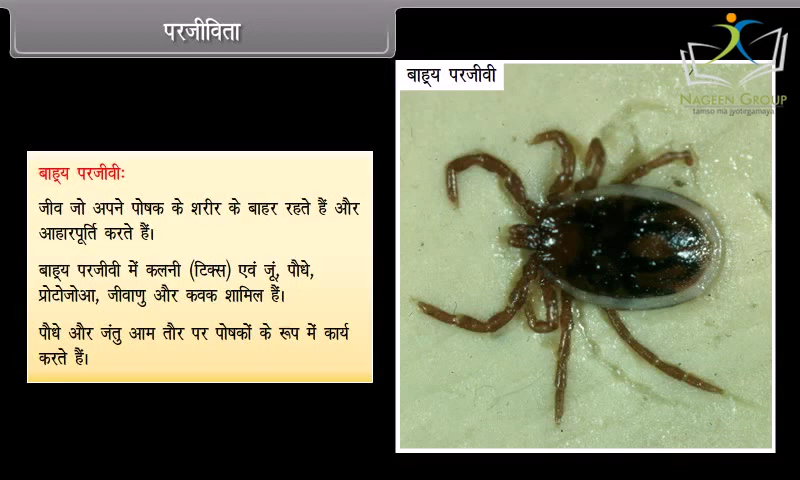 परजीविता
बाह्य परजीवी
NAGEEN GROUP
tamso ma jyotirgamaya
बाह्य परजीवीः
जीव जो अपने पोषक के शरीर के बाहर रहते हैं और
आहारपूर्ति करते हैं।
बाह्य परजीवी में कलनी (टिक्स) एवं जूं, पौधे,
प्रोटोजोआ, जीवाणु और कवक शामिल हैं।
पौधे और जंतु आम तौर पर पोषकों के रूप में कार्य
करते हैं।